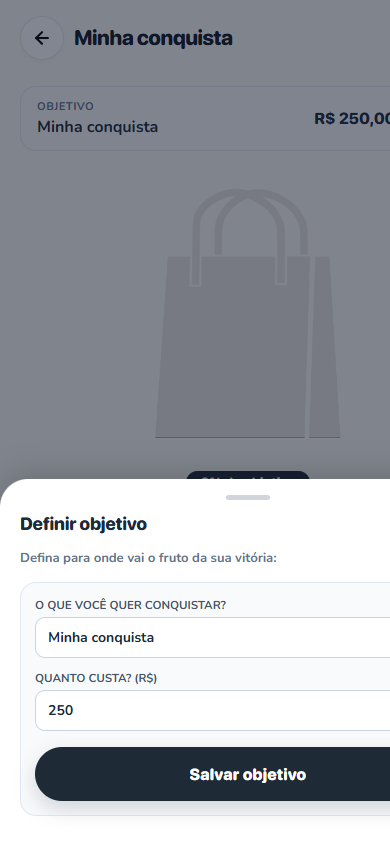 Minha conquista
OBJETIVO
Minha conquista
R$ 250,00
Definir objetivo
Defina para onde vai o fruto da sua vitória:
O QUE VOCÊ QUER CONQUISTAR?
Minha conquista
QUANTO CUSTA? (R$)
250
Salvar objetivo